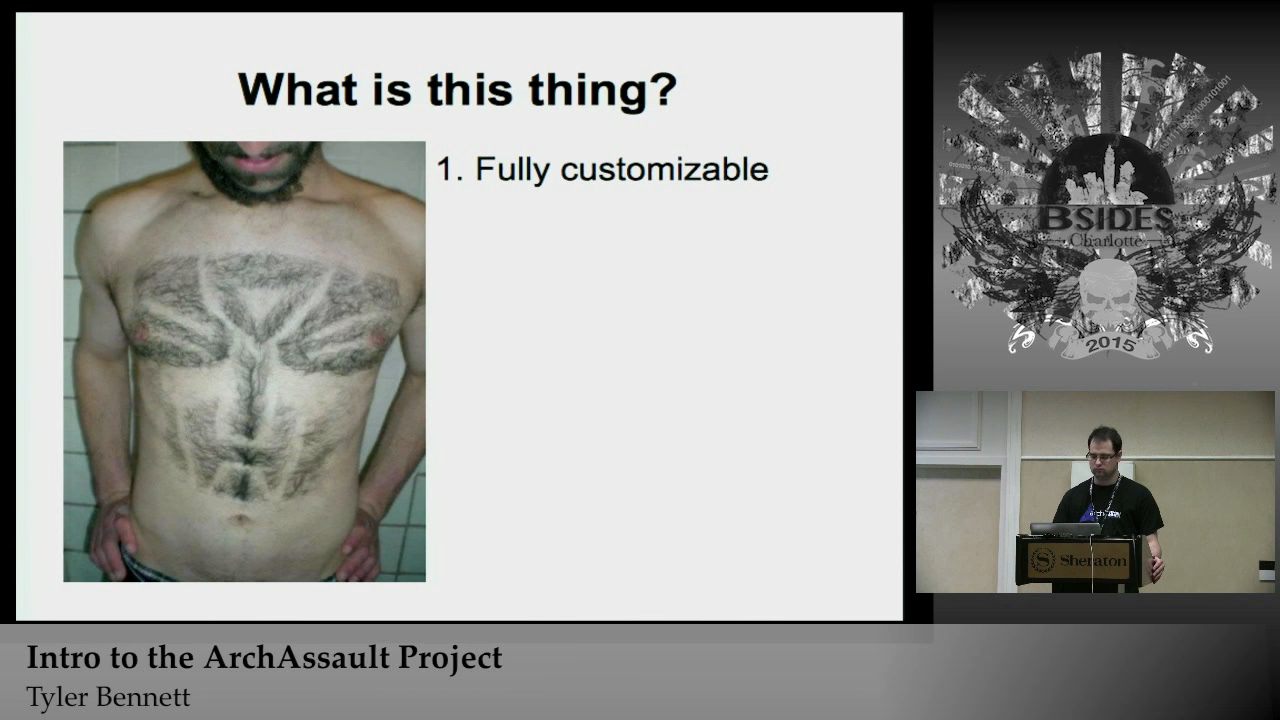 What is this thing?
1. Fully customizable
BSIDES
Charlotte
2015
S
Sheraton
Intro to the ArchAssault Project
Tyler Bennett